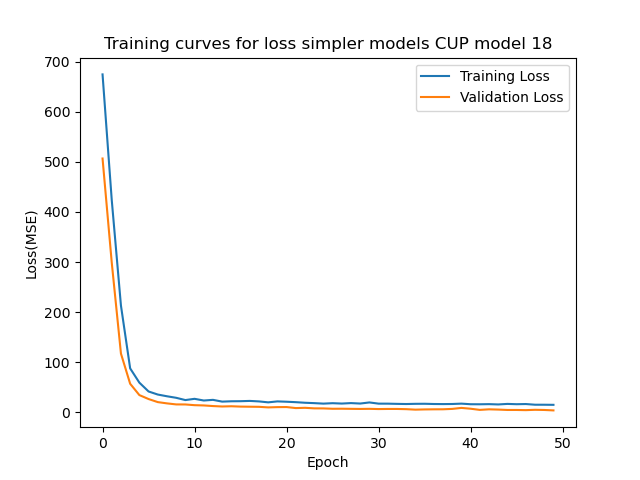 Training curves for loss simpler models CUP model 18
Training Loss
Validation Loss
700
600
500
400
300
200
100
0
Loss(MSE)
0 10 20 30 40 50
Epoch